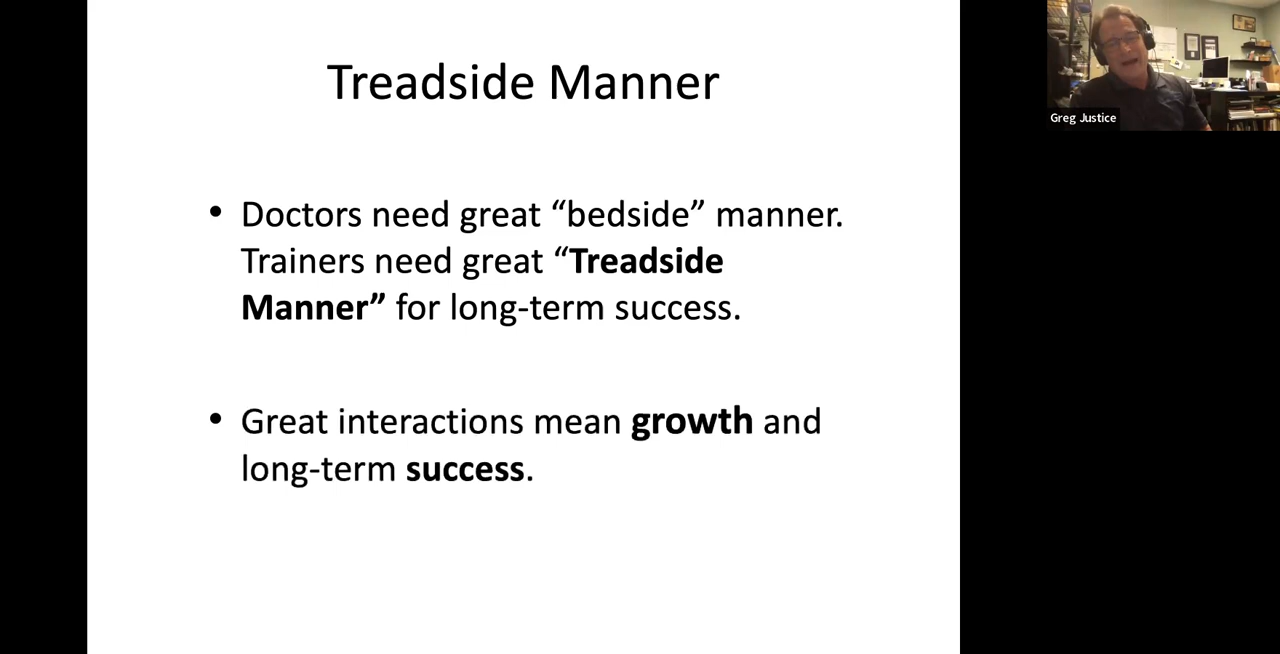 Treadside Manner
• Doctors need great “bedside” manner.
Trainers need great “Treadside
Manner” for long-term success.
• Great interactions mean growth and
long-term success.
Greg Justice